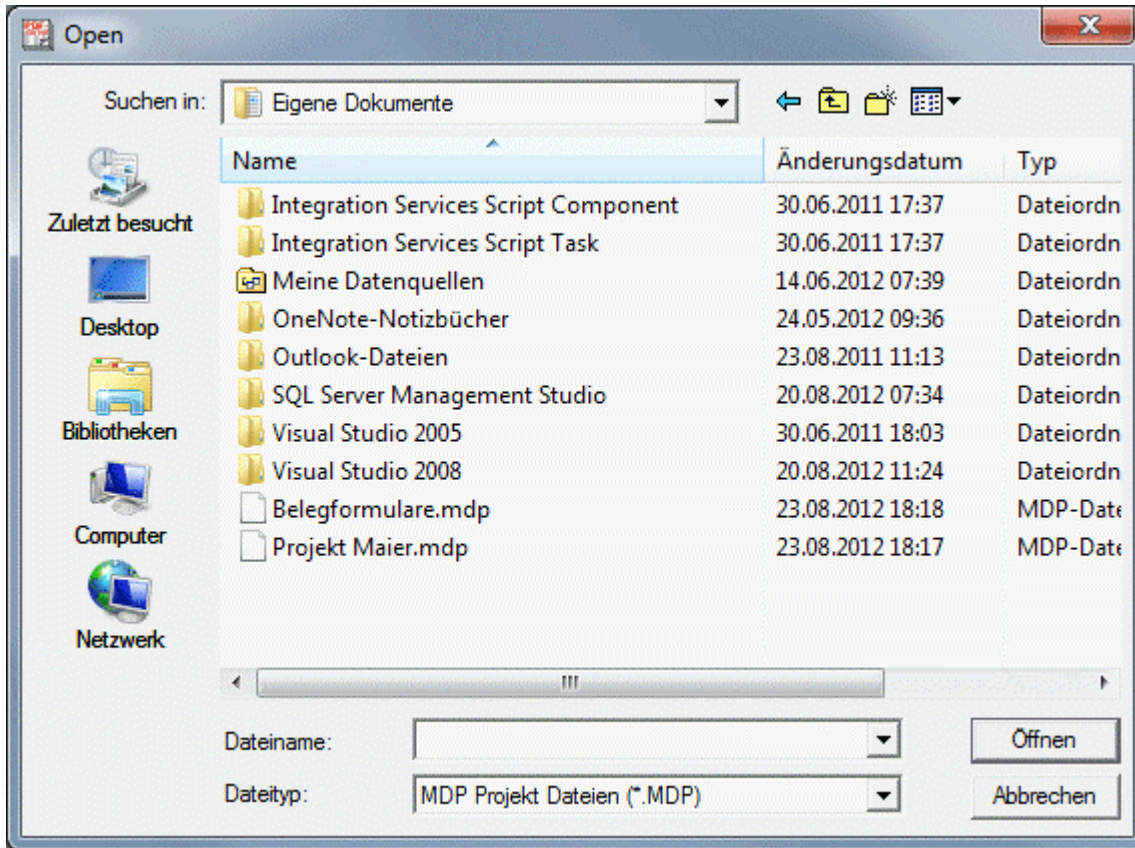 Open
Suchen in: Eigene Dokumente
Name Änderungsdatum Typ
Integration Services Script Component 30.06.2011 17:37 Dateiordn
Integration Services Script Task 30.06.2011 17:37 Dateiordn
Meine Datenquellen 14.06.2012 07:39 Dateiordn
OneNote-Notizbücher 24.05.2012 09:36 Dateiordn
Outlook-Dateien 23.08.2011 11:13 Dateiordn
SQL Server Management Studio 20.08.2012 07:34 Dateiordn
Visual Studio 2005 30.06.2011 18:03 Dateiordn
Visual Studio 2008 20.08.2012 11:24 Dateiordn
Belegformulare.mdp 23.08.2012 18:18 MDP-Date
Projekt Maier.mdp 23.08.2012 18:17 MDP-Date
Zuletzt besucht
Desktop
Bibliotheken
Computer
Netzwerk
Dateiname: Öffnen
Dateityp: MDP Projekt Dateien (*.MDP) Abbrechen